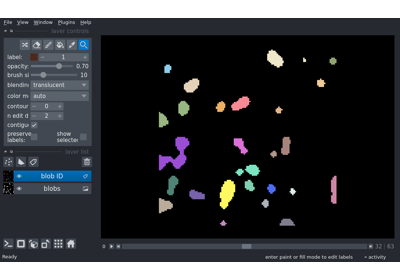 File View Window Plugins Help
layer controls
label: 1
opacity: 0.70
brush si 10
blending translucent
color m auto
contour 0
n edit d 2
contigu
preserve labels: show selected
layer list
blob ID
blobs
32 63
Ready enter paint or fill mode to edit labels activity